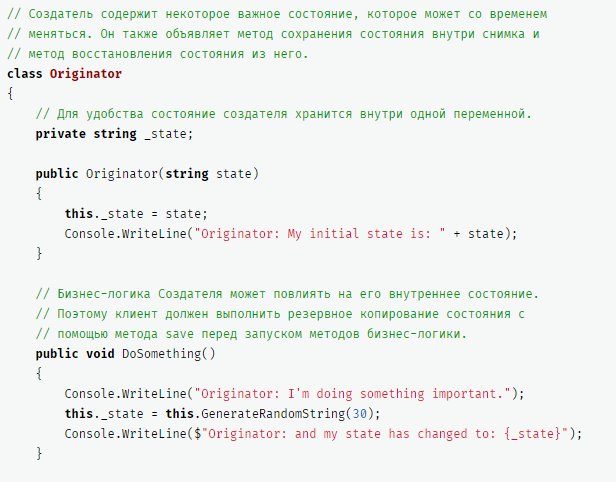 // Создатель содержит некоторое важное состояние, которое может со временем
// меняться. Он также объявляет метод сохранения состояния внутри снимка и
// метод восстановления состояния из него.
class Originator
{
    // Для удобства состояние создателя хранится внутри одной переменной.
    private string _state;

    public Originator(string state)
    {
        this._state = state;
        Console.WriteLine("Originator: My initial state is: " + state);
    }

    // Бизнес-логика Создателя может повлиять на его внутреннее состояние.
    // Поэтому клиент должен выполнить резервное копирование состояния с
    // помощью метода save перед запуском методов бизнес-логики.
    public void DoSomething()
    {
        Console.WriteLine("Originator: I'm doing something important.");
        this._state = this.GenerateRandomString(30);
        Console.WriteLine($"Originator: and my state has changed to: {_state}");
    }